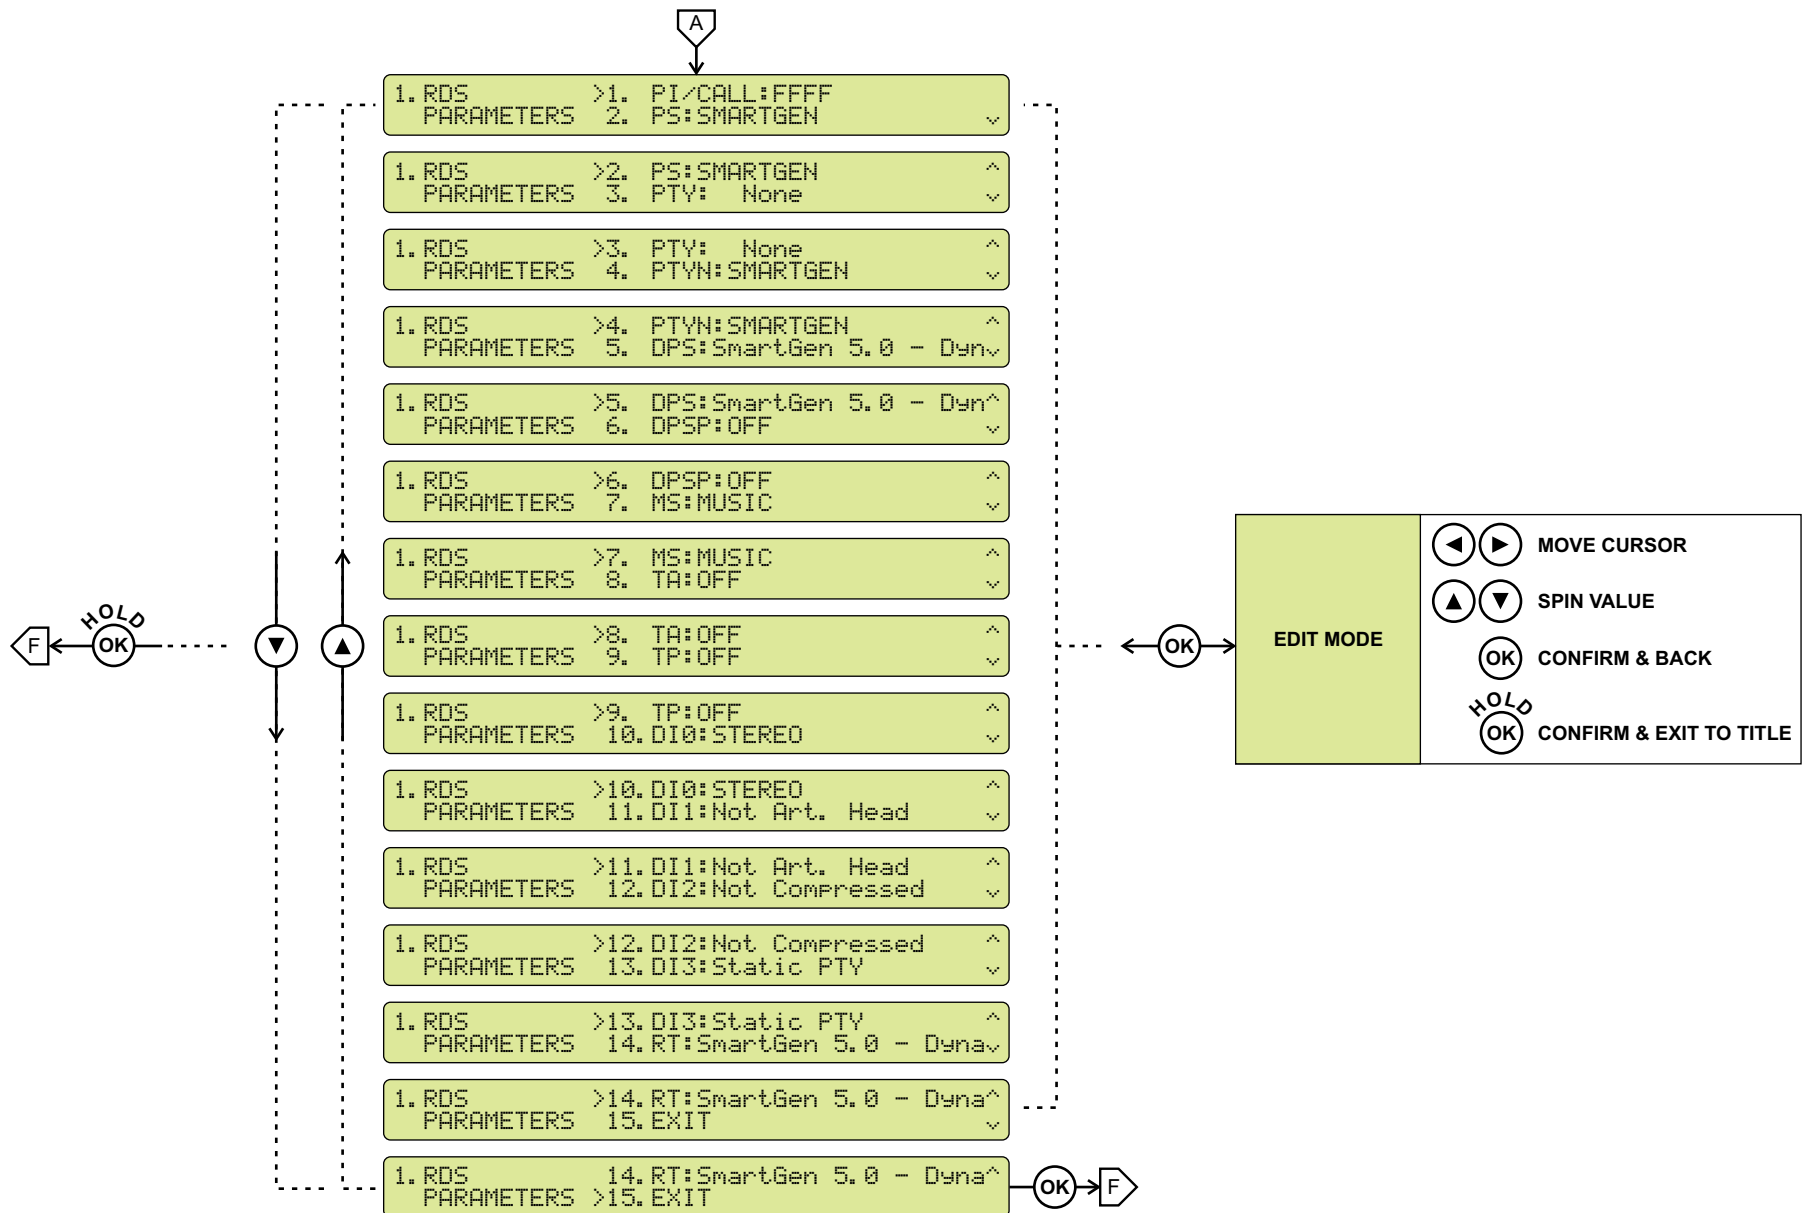 A
1. RDS >1. PI/CALL:FFFF
PARAMETERS 2. PS:SMARTGEN
1. RDS >2. PS:SMARTGEN ^
PARAMETERS 3. PTY: None
1. RDS >3. PTY: None ^
PARAMETERS 4. PTYN:SMARTGEN
1. RDS >4. PTYN:SMARTGEN ^
PARAMETERS 5. DPS:SmartGen 5.0 - Dyn
1. RDS >5. DPS:SmartGen 5.0 - Dyn^
PARAMETERS 6. DPSP:OFF
1. RDS >6. DPSP:OFF ^
PARAMETERS 7. MS:MUSIC
1. RDS >7. MS:MUSIC ^
PARAMETERS 8. TA:OFF
1. RDS >8. TA:OFF ^
PARAMETERS 9. TP:OFF
1. RDS >9. TP:OFF ^
PARAMETERS 10.DI0:STEREO
1. RDS >10.DI0:STEREO ^
PARAMETERS 11.DI1:Not Art. Head
1. RDS >11.DI1:Not Art. Head ^
PARAMETERS 12.DI2:Not Compressed
1. RDS >12.DI2:Not Compressed ^
PARAMETERS 13.DI3:Static PTY
1. RDS >13.DI3:Static PTY ^
PARAMETERS 14.RT:SmartGen 5.0 - Dyna
1. RDS >14.RT:SmartGen 5.0 - Dyna^
PARAMETERS 15.EXIT
1. RDS 14.RT:SmartGen 5.0 - Dyna^
PARAMETERS >15.EXIT
OK F
HOLD
F OK
OK
EDIT MODE
MOVE CURSOR
SPIN VALUE
OK CONFIRM & BACK
HOLD
OK CONFIRM & EXIT TO TITLE